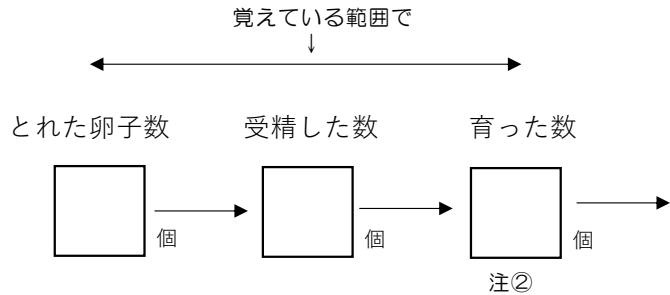 覚えている範囲で
↓
とれた卵子数 受精した数 育った数
個 個 個
注②